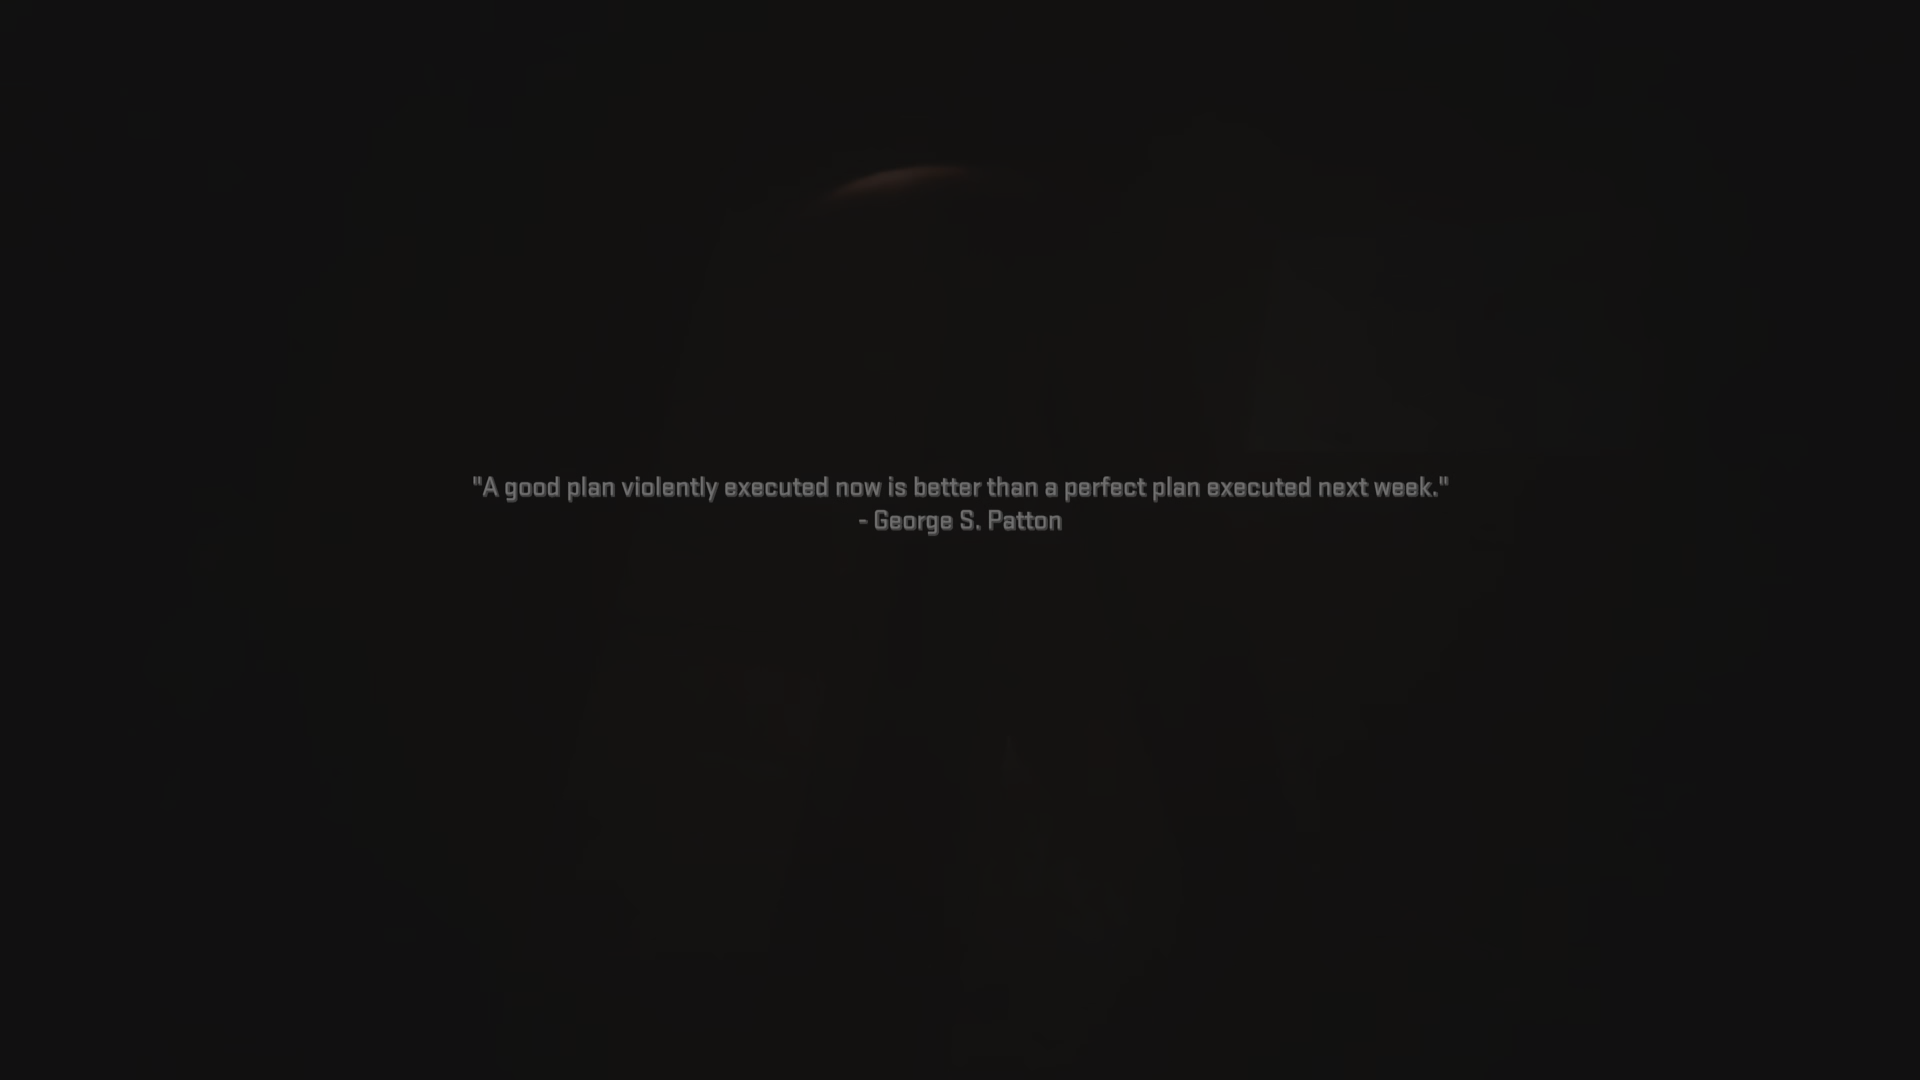 "A good plan violently executed now is better than a perfect plan executed next week."
- George S. Patton